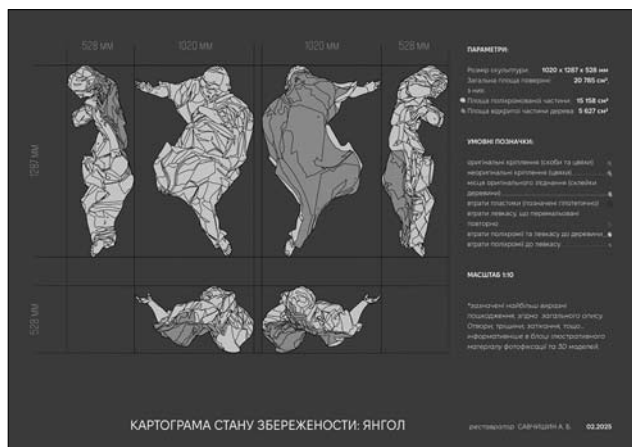 528 ММ
1020 ММ
1020 ММ
528 ММ
1287 ММ
528 ММ
ПАРАМЕТРИ:
Розмір скульптури: 1020 х 1287 х 528 мм
Загальна площа поверхні: 20 785 см²,
з них:
Площа поліхромованої частини: 15 158 см²
Площа відкритої частини дерева: 5 627 см²
УМОВНІ ПОЗНАЧКИ:
оригінальні кріплення (скоби та цвяхи)
неоригінальні кріплення (цвяхи)
місця оригінального з'єднання (склейки
деревини)
втрати пластики (позначені гіпотетично)
втрати левкасу, що перемальовані
повторно
втрати поліхромії та левкасу до деревини
втрати поліхромії до левкасу
МАСШТАБ 1:10
*зазначені найбільш виразні
пошкодження, згідно загального опису.
Отвори, тріщини, затікання, тощо...
інформативніше в блоці ілюстративного
матеріалу фотофіксації та 3D моделей.
КАРТОГРАМА СТАНУ ЗБЕРЕЖЕНОСТИ: ЯНГОЛ
реставратор САВЧИШИН А. Б. 02.2025